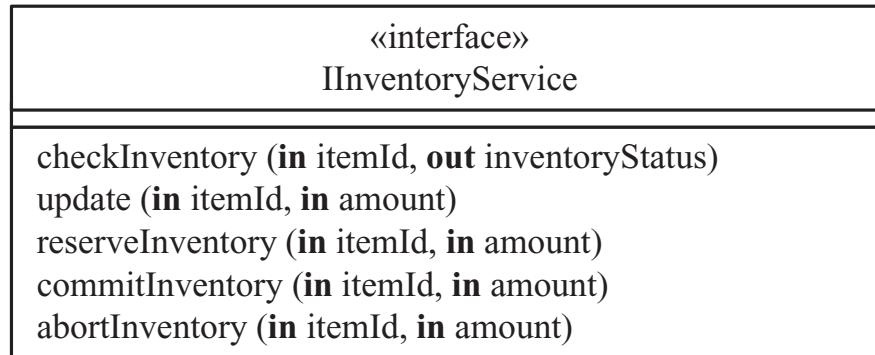 «interface»
IInventoryService
checkInventory (in itemId, out inventoryStatus)
update (in itemId, in amount)
reserveInventory (in itemId, in amount)
commitInventory (in itemId, in amount)
abortInventory (in itemId, in amount)